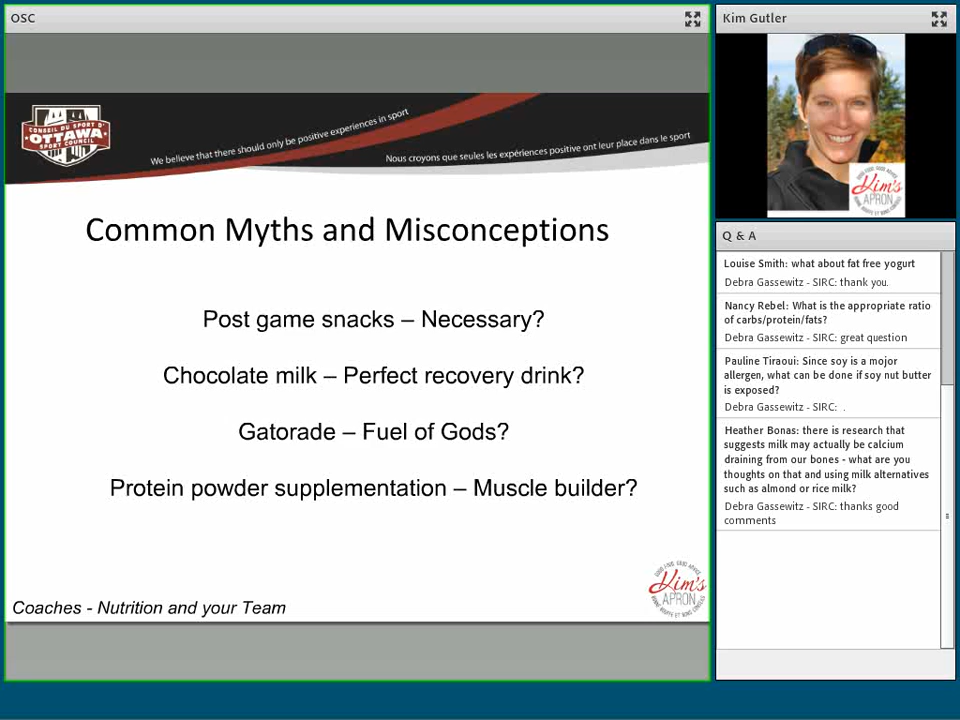 OSC
CONSEIL DU SPORT D'
OTTAWA
SPORT COUNCIL
We believe that there should only be positive experiences in sport
Nous croyons que seules les expériences positive ont leur place dans le sport
Common Myths and Misconceptions
Post game snacks – Necessary?
Chocolate milk – Perfect recovery drink?
Gatorade – Fuel of Gods?
Protein powder supplementation – Muscle builder?
Coaches - Nutrition and your Team
GOOD FOOD. GOOD ADVICE
Kim's
APRON
Kim Gutler
Kim's
APRON
Q & A
Louise Smith: what about fat free yogurt
Debra Gassewitz - SIRC: thank you.
Nancy Rebel: What is the appropriate ratio
of carbs/protein/fats?
Debra Gassewitz - SIRC: great question
Pauline Tiraoui: Since soy is a major
allergen, what can be done if soy nut butter
is exposed?
Debra Gassewitz - SIRC: .
Heather Bonas: there is research that
suggests milk may actually be calcium
draining from our bones - what are you
thoughts on that and using milk alternatives
such as almond or rice milk?
Debra Gassewitz - SIRC: thanks good
comments